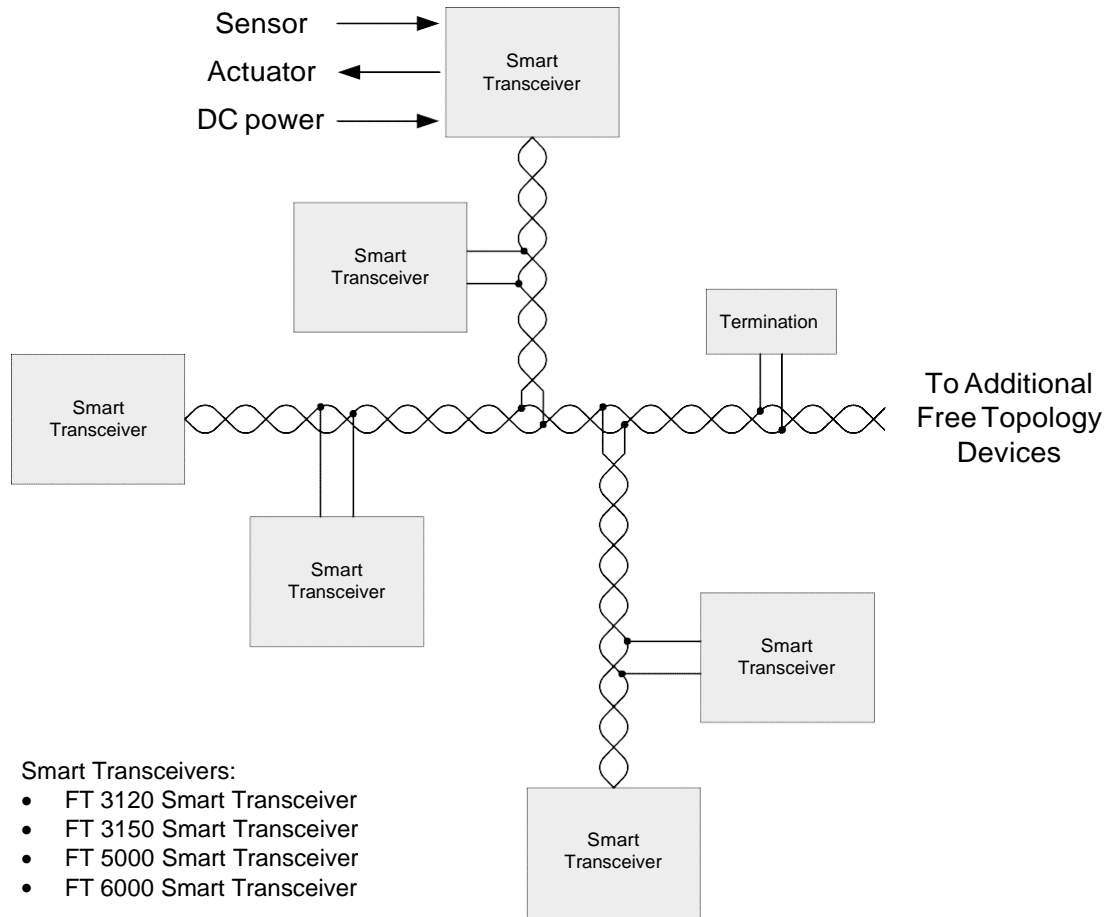 Sensor
Actuator
DC power
Smart
Transceiver
Smart
Transceiver
Termination
Smart
Transceiver
To Additional
Free Topology
Devices
Smart
Transceiver
Smart
Transceiver
Smart
Transceiver
Smart Transceivers:
• FT 3120 Smart Transceiver
• FT 3150 Smart Transceiver
• FT 5000 Smart Transceiver
• FT 6000 Smart Transceiver